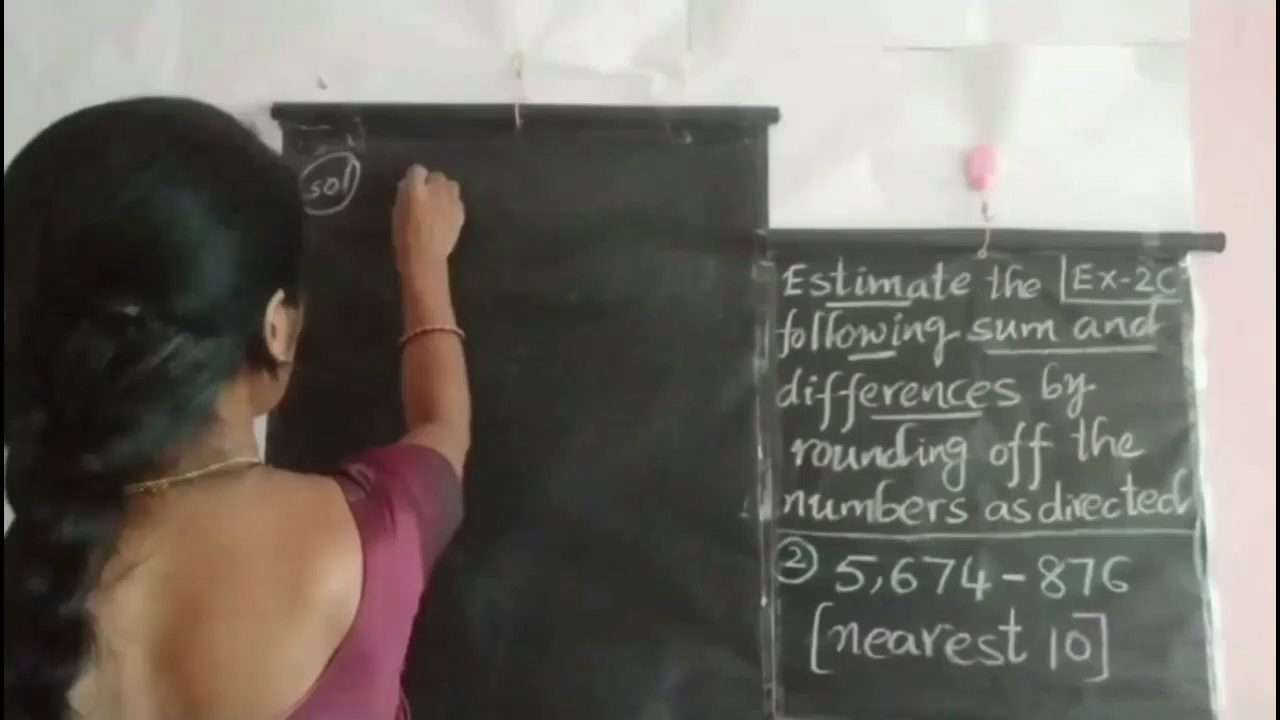 sol
Estimate the Ex-2C
following sum and
differences by
rounding off the
numbers as directed
② 5,674-876
[nearest 10]